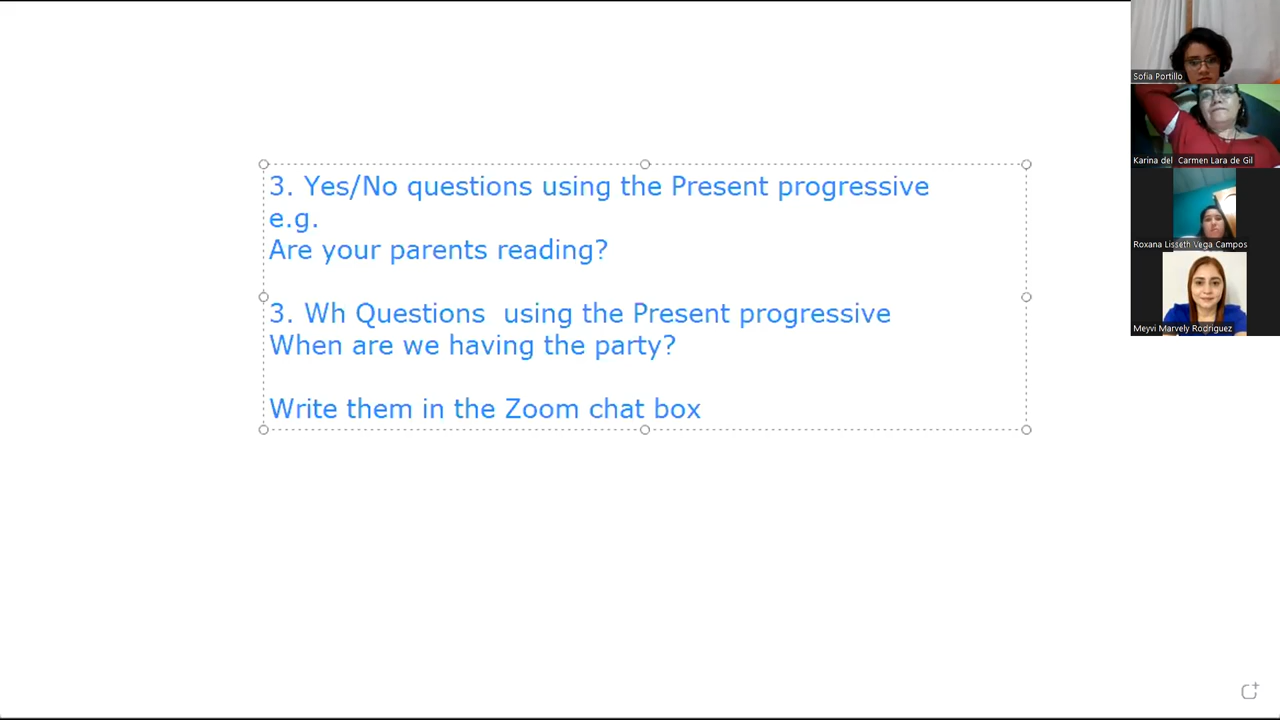 3. Yes/No questions using the Present progressive
e.g.
Are your parents reading?
3. Wh Questions  using the Present progressive
When are we having the party?
Write them in the Zoom chat box
Sofia Portillo
Karina del  Carmen Lara de Gil
Roxana Lisseth Vega Campos
Meyvi Marvely Rodriguez